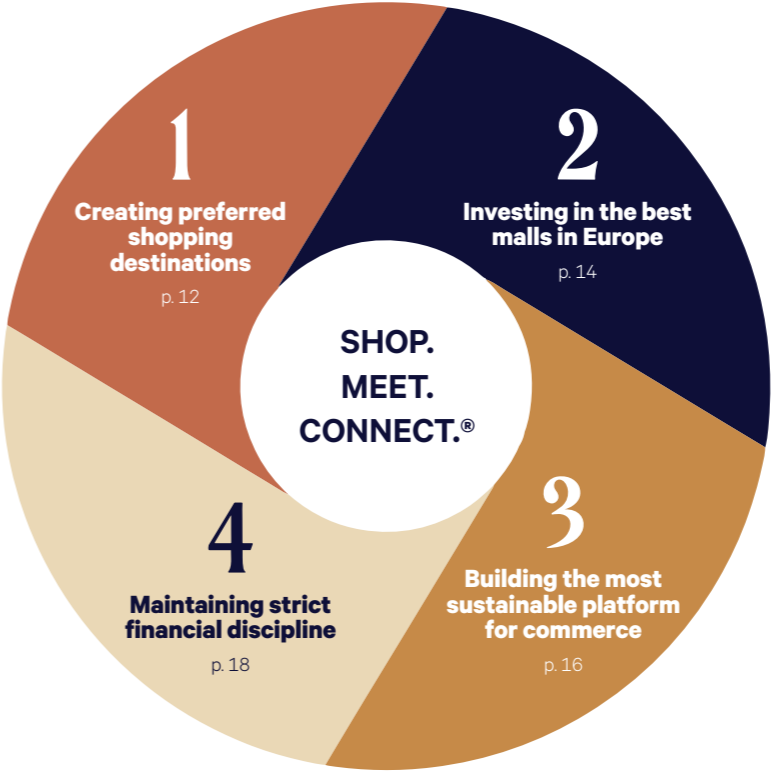 1
Creating preferred
shopping
destinations
p. 12
2
Investing in the best
malls in Europe
p. 14
SHOP.
MEET.
CONNECT.®
3
Building the most
sustainable platform
for commerce
p. 16
4
Maintaining strict
financial discipline
p. 18